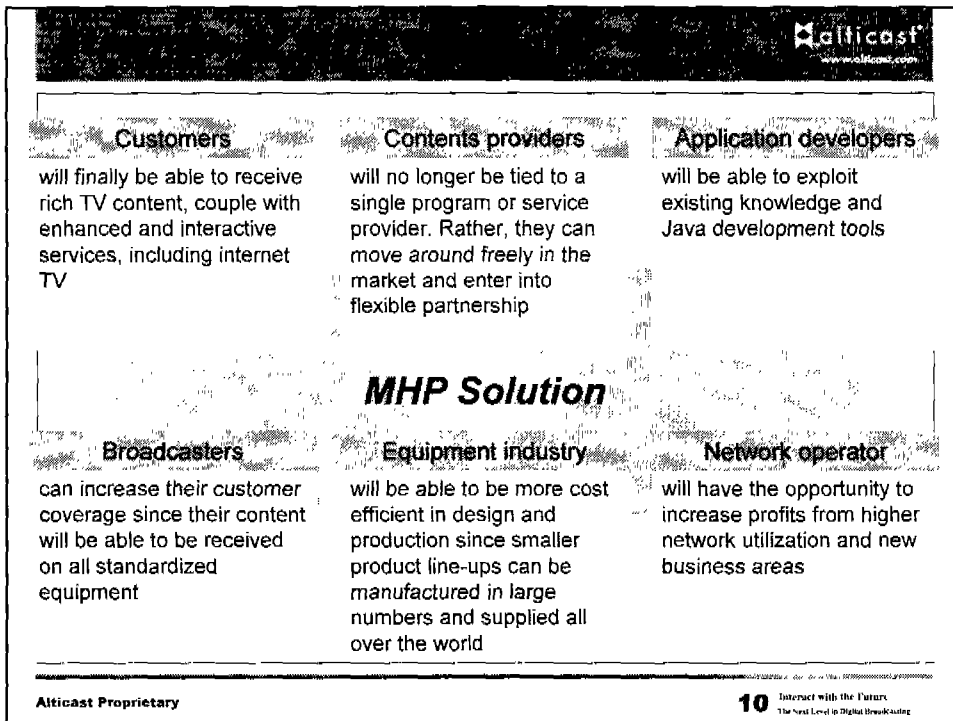 alticast
www.alticast.com
Customers
will finally be able to receive
rich TV content, couple with
enhanced and interactive
services, including internet
TV
Contents providers
will no longer be tied to a
single program or service
provider. Rather, they can
move around freely in the
market and enter into
flexible partnership
Application developers
will be able to exploit
existing knowledge and
Java development tools
MHP Solution
Broadcasters
can increase their customer
coverage since their content
will be able to be received
on all standardized
equipment
Equipment industry
will be able to be more cost
efficient in design and
production since smaller
product line-ups can be
manufactured in large
numbers and supplied all
over the world
Network operator
will have the opportunity to
increase profits from higher
network utilization and new
business areas
Alticast Proprietary
10
Interact with the Future
The Next Level in Digital Broadcasting